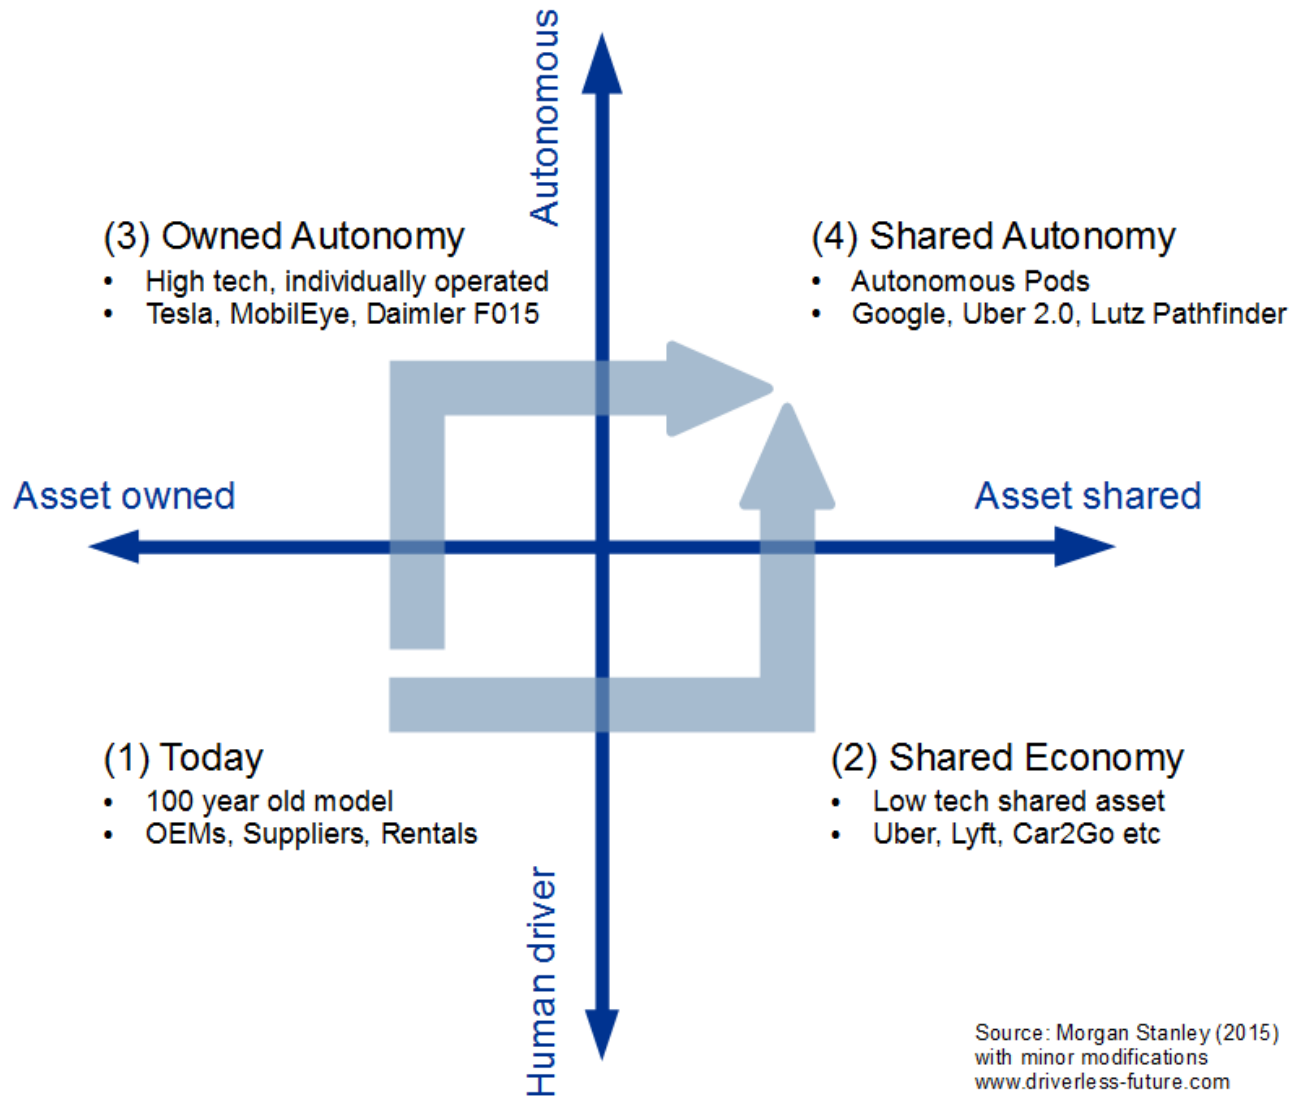 Autonomous
(3) Owned Autonomy
• High tech, individually operated
• Tesla, MobilEye, Daimler F015
(4) Shared Autonomy
• Autonomous Pods
• Google, Uber 2.0, Lutz Pathfinder
Asset owned
Asset shared
(1) Today
• 100 year old model
• OEMs, Suppliers, Rentals
(2) Shared Economy
• Low tech shared asset
• Uber, Lyft, Car2Go etc
Human driver
Source: Morgan Stanley (2015)
with minor modifications
www.driverless-future.com